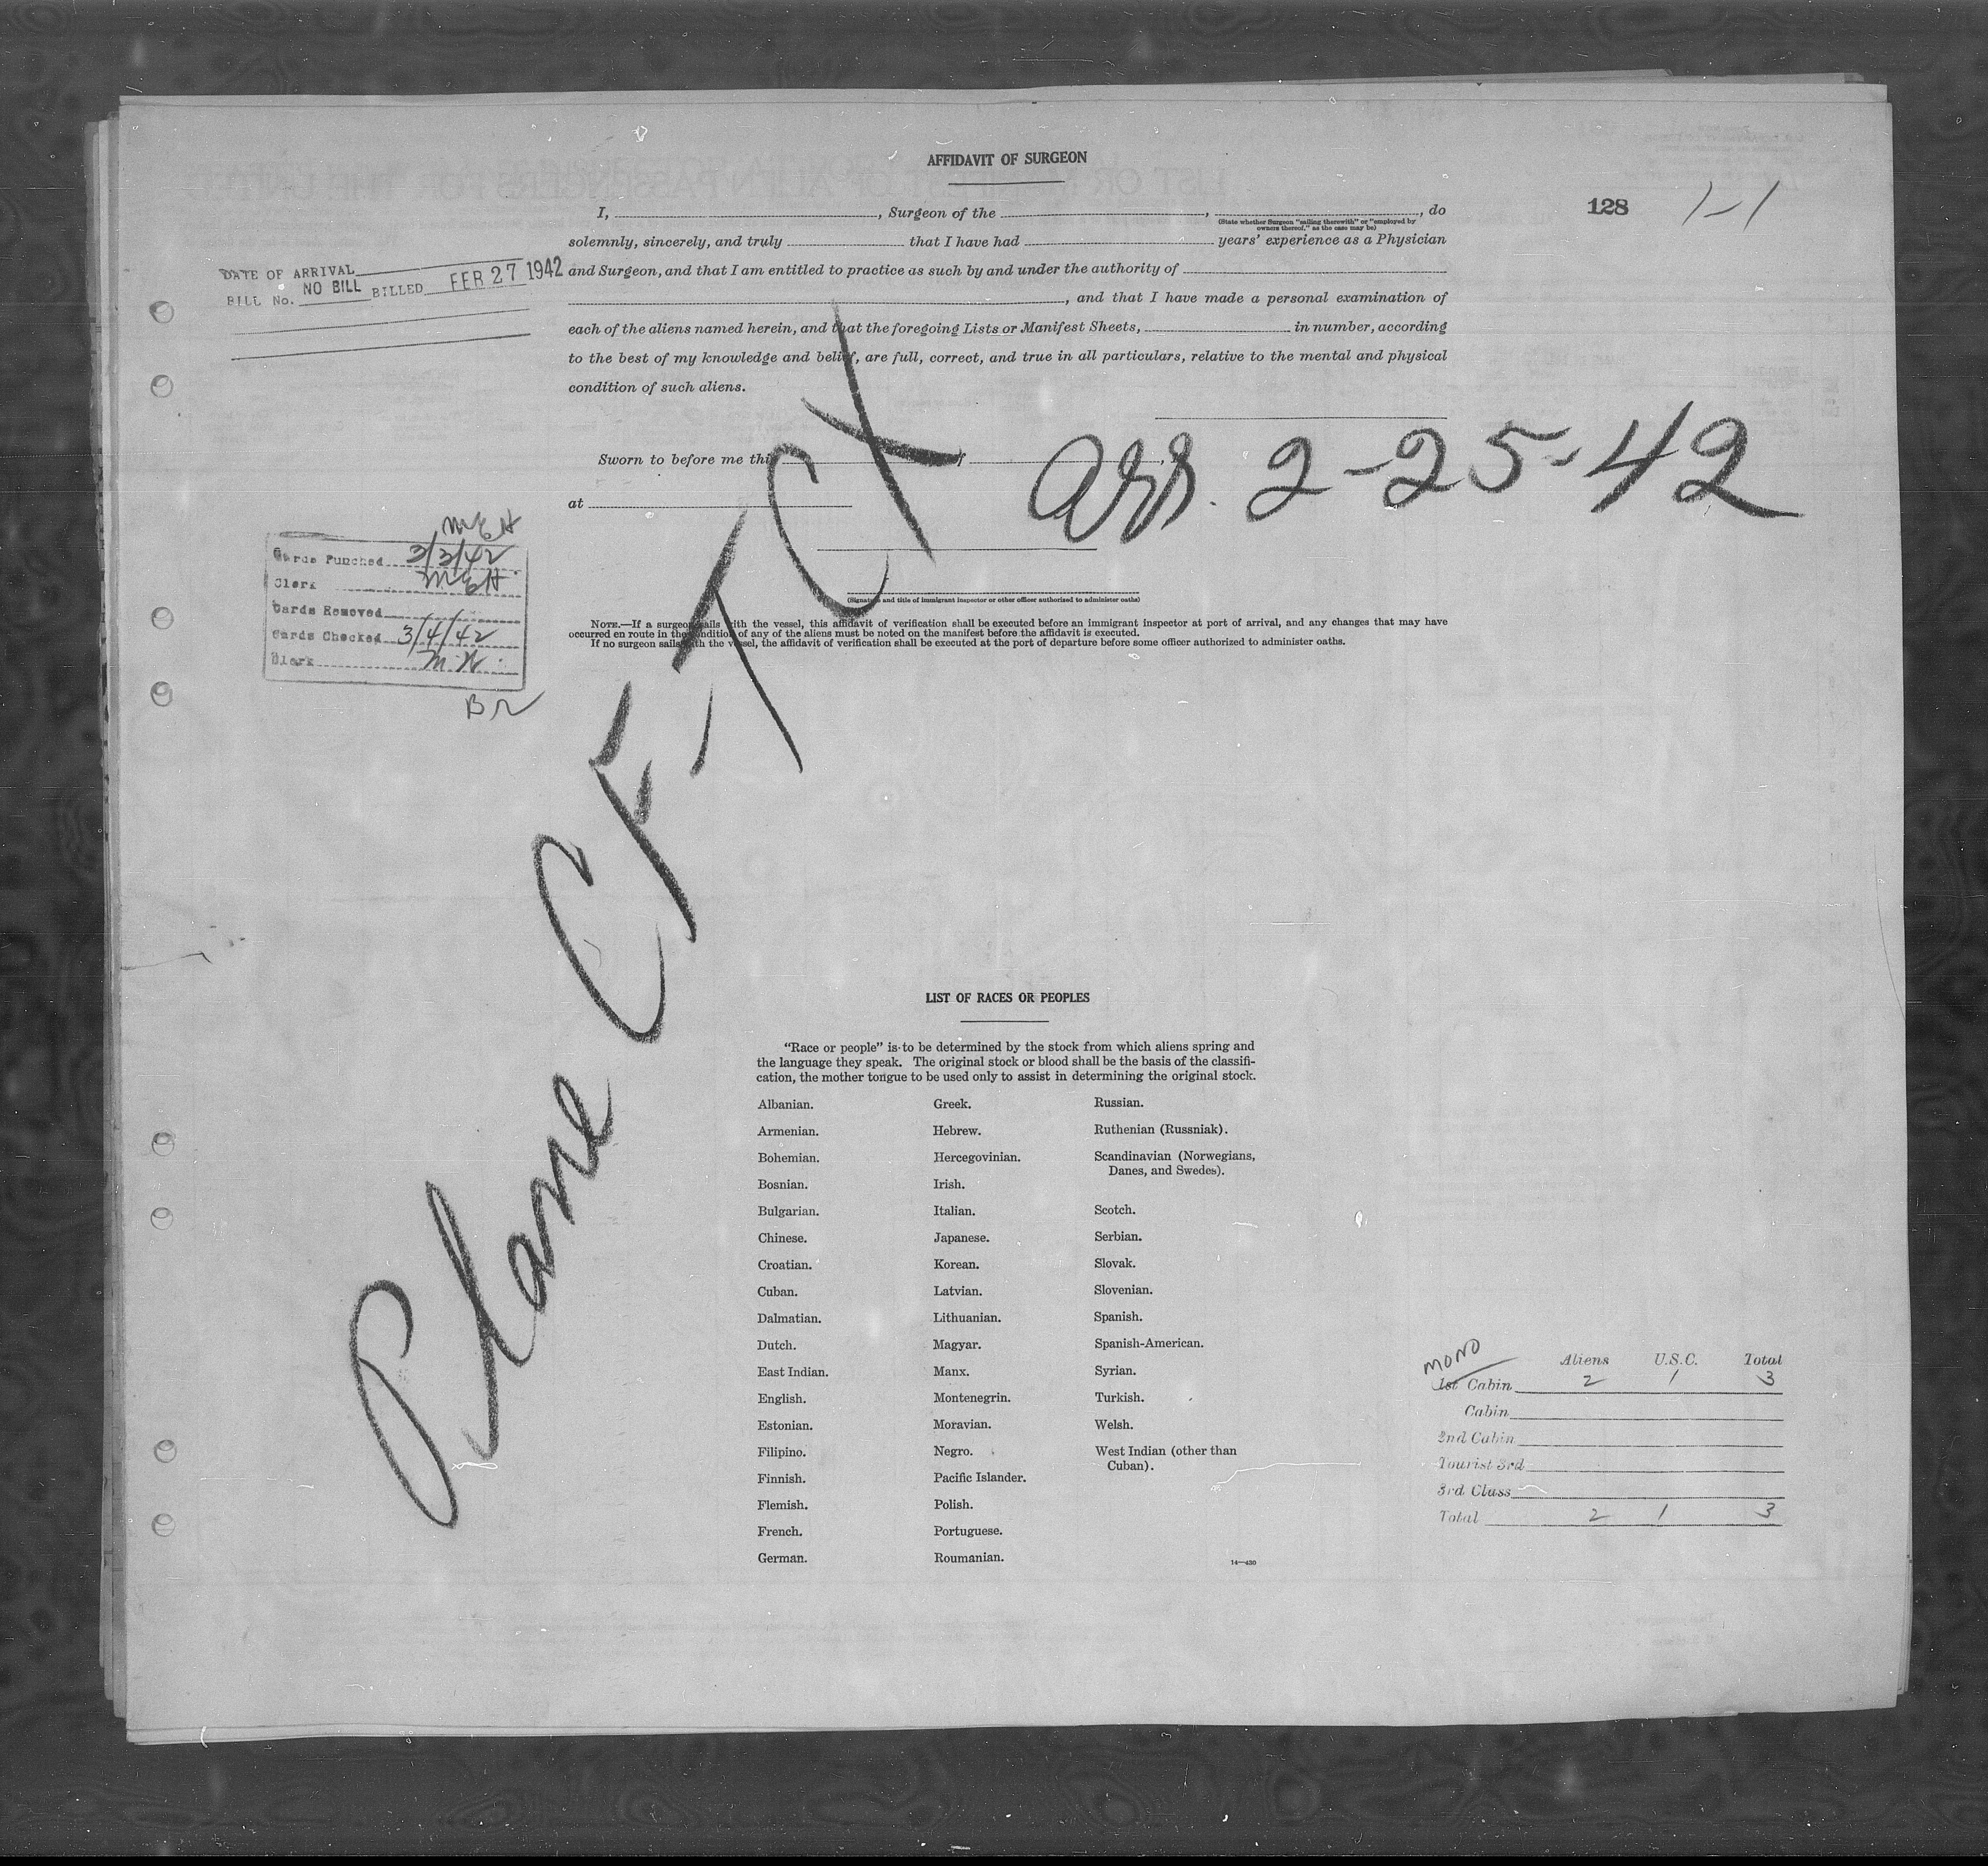 AFFIDAVIT OF SURGEON
128 1-1
I, , Surgeon of the , , do
(State whether Surgeon "sailing therewith" or "employed by
owners thereof," as the case may be)
solemnly, sincerely, and truly that I have had years' experience as a Physician
and Surgeon, and that I am entitled to practice as such by and under the authority of
, and that I have made a personal examination of
each of the aliens named herein, and that the foregoing Lists or Manifest Sheets, in number, according
to the best of my knowledge and belief, are full, correct, and true in all particulars, relative to the mental and physical
condition of such aliens.
DATE OF ARRIVAL
BILL No. NO BILL BILLED FEB 27 1942
Sworn to before me this of ,
at
Arr. 2-25-42
(Signature and title of immigrant inspector or other officer authorized to administer oaths)
NOTE.—If a surgeon sails with the vessel, this affidavit of verification shall be executed before an immigrant inspector at port of arrival, and any changes that may have
occurred en route in the condition of any of the aliens must be noted on the manifest before the affidavit is executed.
If no surgeon sails with the vessel, the affidavit of verification shall be executed at the port of departure before some officer authorized to administer oaths.
MEH
Cards Punched 3/3/42
Clerk MEH
Cards Removed
Cards Checked 3/4/42
Clerk
Plane CF-TCX
LIST OF RACES OR PEOPLES
"Race or people" is to be determined by the stock from which aliens spring and
the language they speak. The original stock or blood shall be the basis of the classifi-
cation, the mother tongue to be used only to assist in determining the original stock.
Albanian.
Armenian.
Bohemian.
Bosnian.
Bulgarian.
Chinese.
Croatian.
Cuban.
Dalmatian.
Dutch.
East Indian.
English.
Estonian.
Filipino.
Finnish.
Flemish.
French.
German.
Greek.
Hebrew.
Hercegovinian.
Irish.
Italian.
Japanese.
Korean.
Latvian.
Lithuanian.
Magyar.
Manx.
Montenegrin.
Moravian.
Negro.
Pacific Islander.
Polish.
Portuguese.
Roumanian.
Russian.
Ruthenian (Russniak).
Scandinavian (Norwegians,
Danes, and Swedes).
Scotch.
Serbian.
Slovak.
Slovenian.
Spanish.
Spanish-American.
Syrian.
Turkish.
Welsh.
West Indian (other than
Cuban).
14—430
MONO
Aliens U.S.C. Total
1st Cabin 2 1 3
Cabin
2nd Cabin
Tourist 3rd
3rd Class
Total 2 1 3